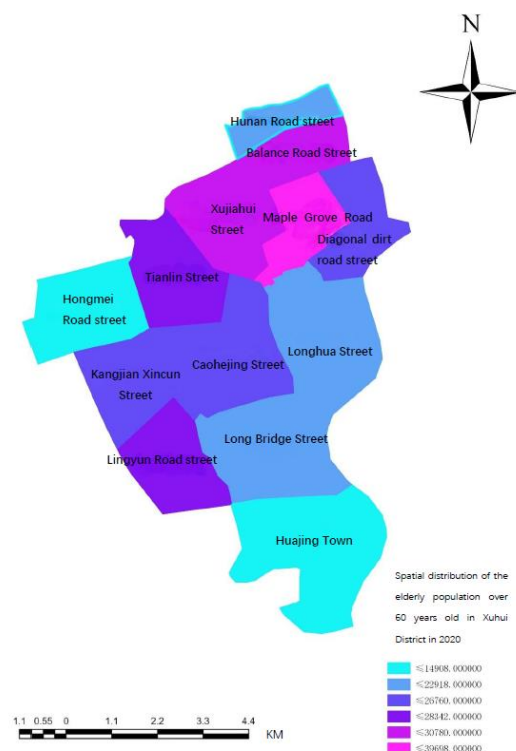 N
Hunan Road street
Balance Road Street
Xujiahui
Street
Maple Grove Road
Diagonal dirt
road street
Tianlin Street
Hongmei
Road street
Longhua Street
Caohejing Street
Kangjian Xincun
Street
Long Bridge Street
Lingyun Road street
Huajing Town
Spatial distribution of the
elderly population over
60 years old in Xuhui
District in 2020
≤14908.000000
≤22918.000000
≤26760.000000
≤28342.000000
≤30780.000000
≤39698.000000
1.1 0.55 0 1.1 2.2 3.3 4.4
KM